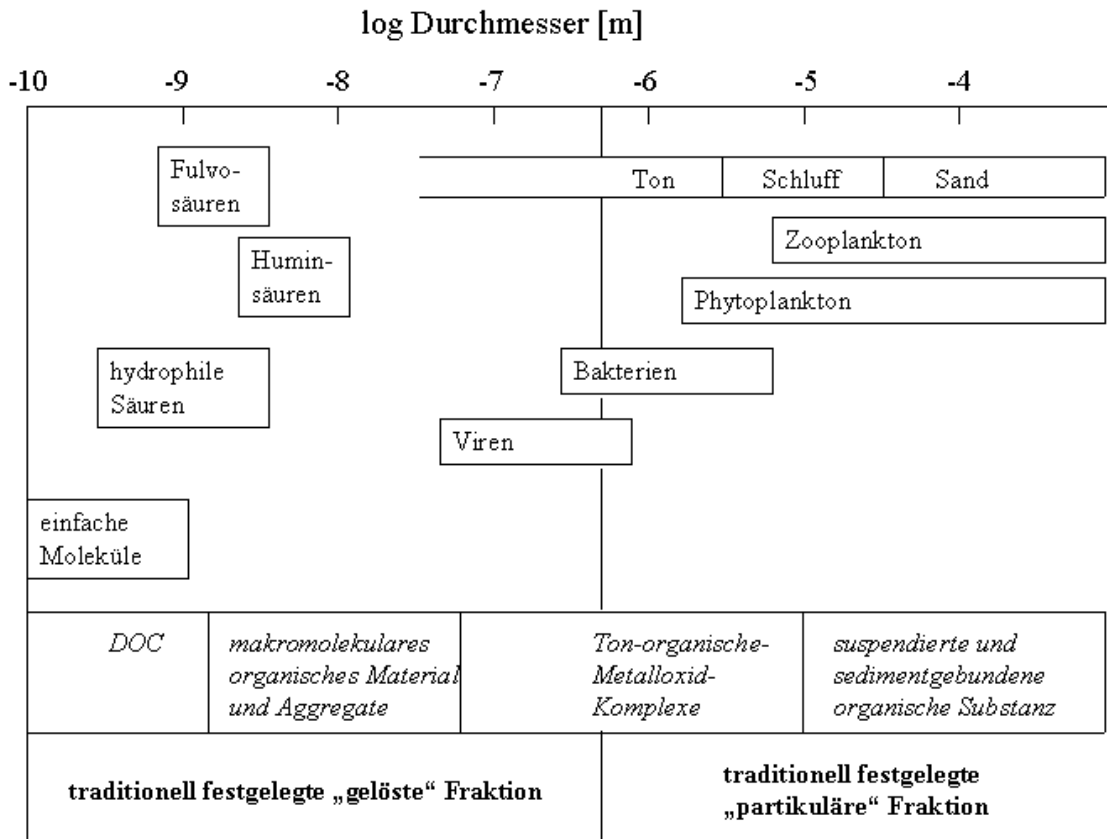 log Durchmesser [m]
-10 -9 -8 -7 -6 -5 -4
Fulvo-
säuren
Ton Schluff Sand
Zooplankton
Humin-
säuren
Phytoplankton
hydrophile
Säuren
Bakterien
Viren
einfache
Moleküle
DOC
makromolekulares
organisches Material
und Aggregate
Ton-organische-
Metalloxid-
Komplexe
suspendierte und
sedimentgebundene
organische Substanz
traditionell festgelegte „gelöste“ Fraktion
traditionell festgelegte
„partikuläre“ Fraktion